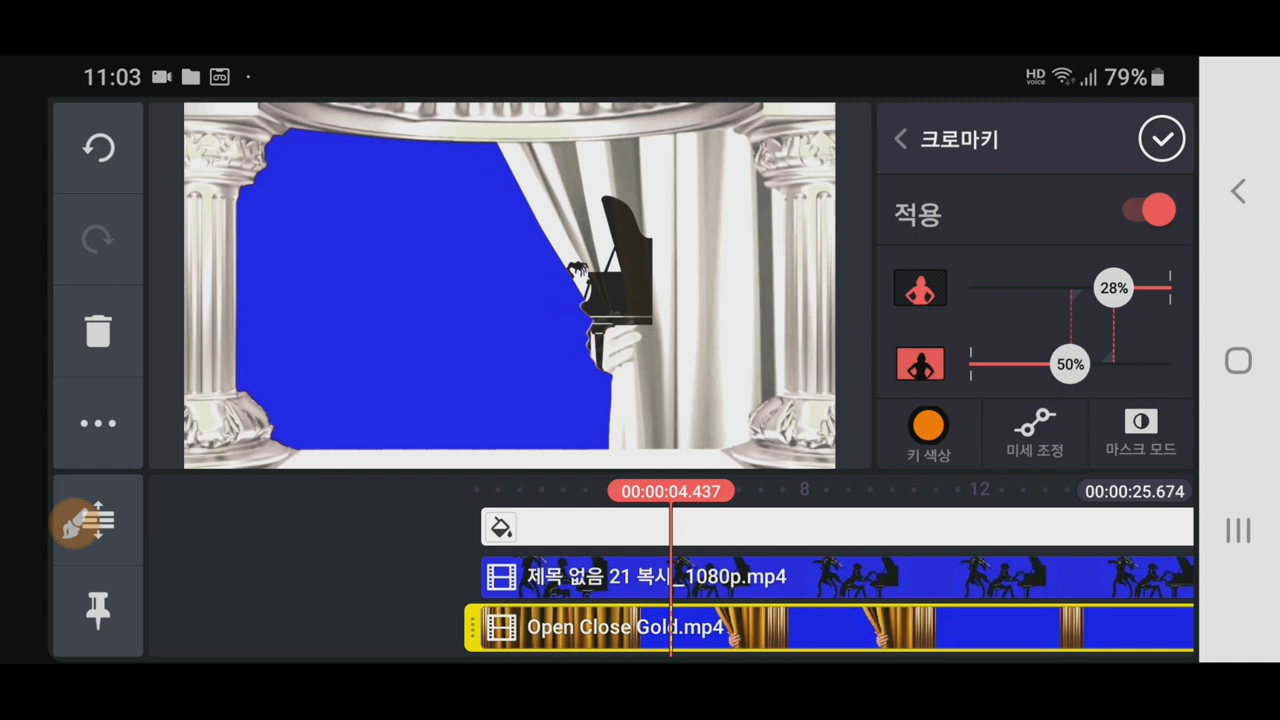 11:03
HD voice
79%
크로마키
적용
28%
50%
키 색상
미세 조정
마스크 모드
00:00:04.437
8
12
00:00:25.674
제목 없음 21 복사_1080p.mp4
Open Close Gold.mp4